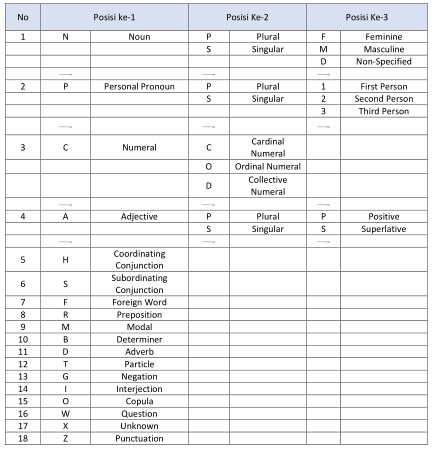 No Posisi ke-1 Posisi Ke-2 Posisi Ke-3
1 N Noun P Plural F Feminine
S Singular M Masculine
D Non-Specified
2 P Personal Pronoun P Plural 1 First Person
S Singular 2 Second Person
3 Third Person
3 C Numeral C Cardinal Numeral
O Ordinal Numeral
D Collective Numeral
4 A Adjective P Plural P Positive
S Singular S Superlative
5 H Coordinating Conjunction
6 S Subordinating Conjunction
7 F Foreign Word
8 R Preposition
9 M Modal
10 B Determiner
11 D Adverb
12 T Particle
13 G Negation
14 I Interjection
15 O Copula
16 W Question
17 X Unknown
18 Z Punctuation